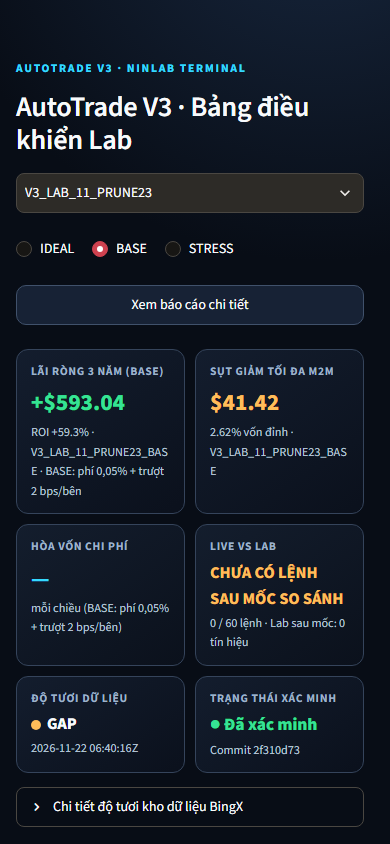 AUTOTRADE V3 · NINLAB TERMINAL
AutoTrade V3 · Bảng điều
khiển Lab
V3_LAB_11_PRUNE23
IDEAL
BASE
STRESS
Xem báo cáo chi tiết
LÃI RÒNG 3 NĂM (BASE)
+$593.04
ROI +59.3% ·
V3_LAB_11_PRUNE23_BAS
E · BASE: phí 0,05% + trượt
2 bps/bên
SỤT GIẢM TỐI ĐA M2M
$41.42
2.62% vốn đỉnh ·
V3_LAB_11_PRUNE23_BAS
E
HÒA VỐN CHI PHÍ
—
mỗi chiều (BASE: phí 0,05%
+ trượt 2 bps/bên)
LIVE VS LAB
CHƯA CÓ LỆNH
SAU MỐC SO SÁNH
0 / 60 lệnh · Lab sau mốc: 0
tín hiệu
ĐỘ TƯƠI DỮ LIỆU
GAP
2026-11-22 06:40:16Z
TRẠNG THÁI XÁC MINH
Đã xác minh
Commit 2f310d73
Chi tiết độ tươi kho dữ liệu BingX